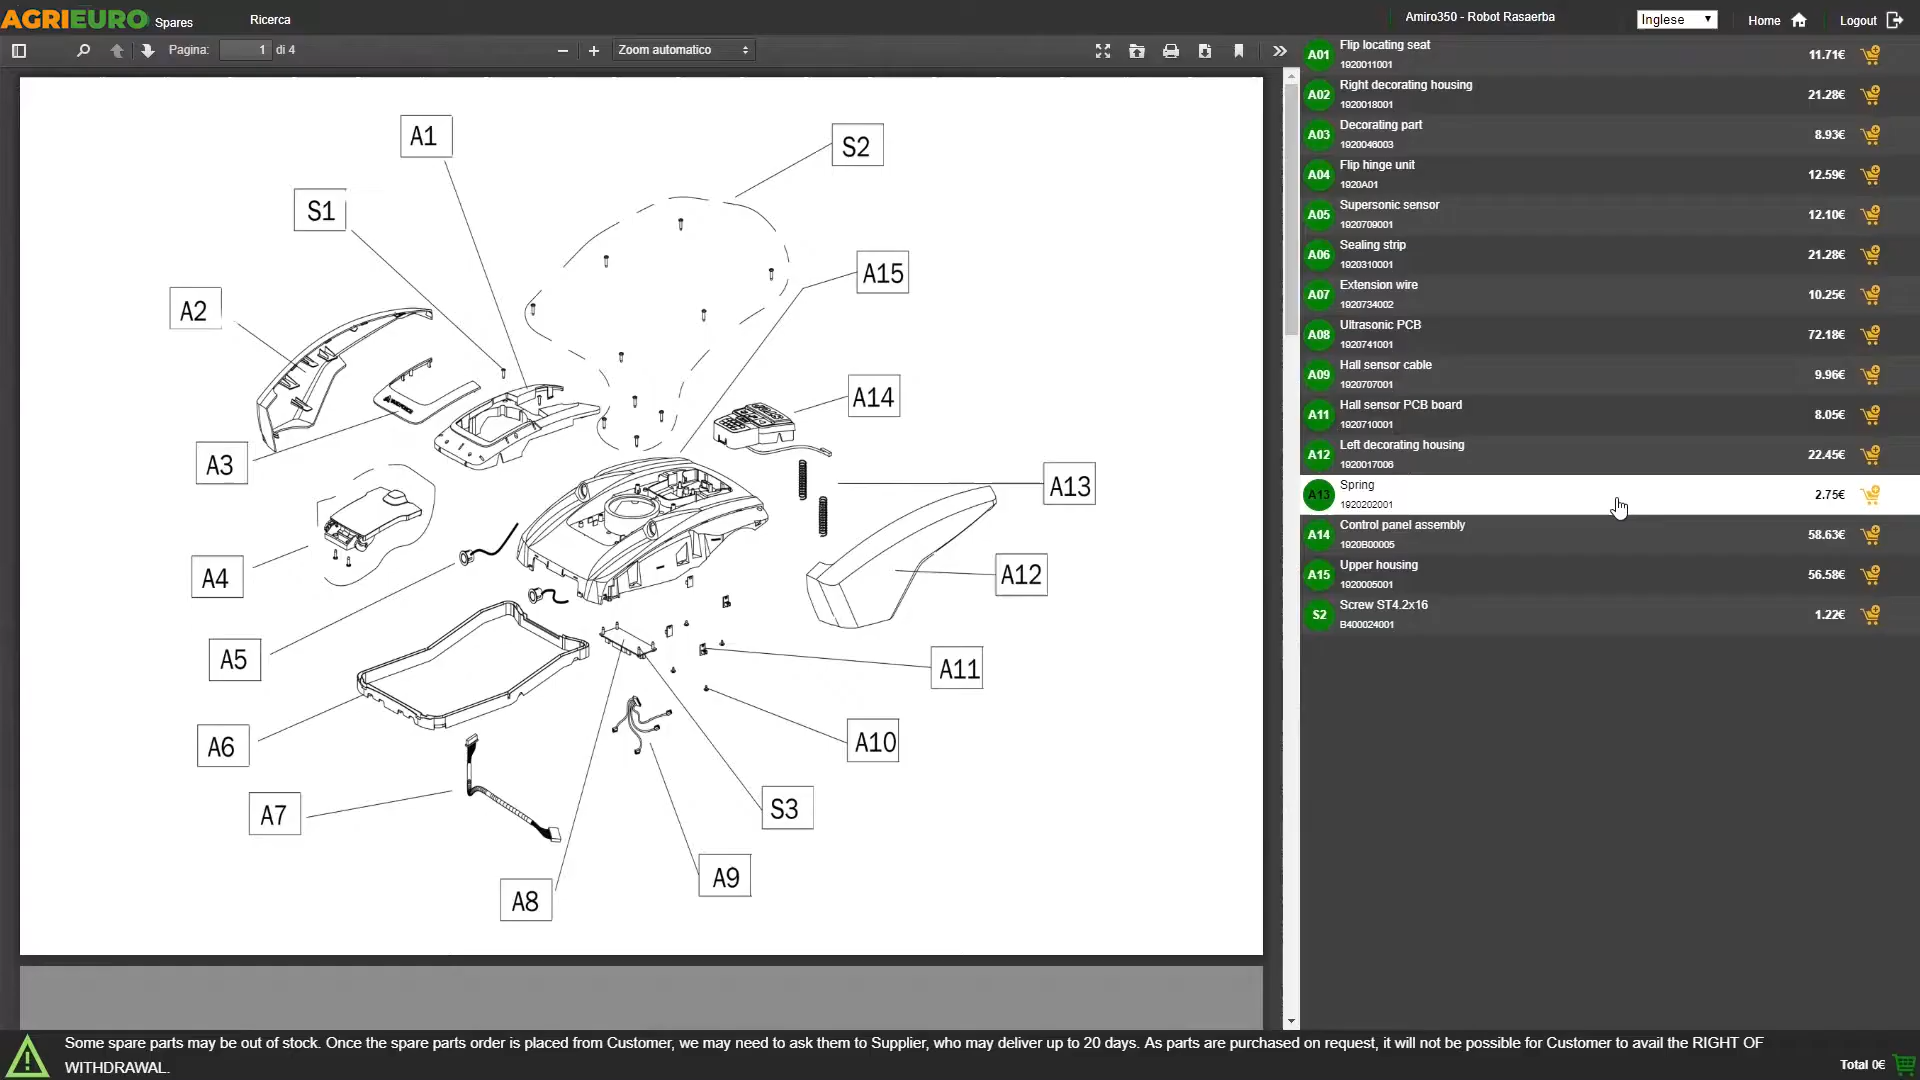 AGRIEURO Spares Ricerca Amiro350 - Robot Rasaerba Inglese Home Logout
Pagina: 1 di 4 Zoom automatico
A1
S2
S1
A15
A2
A14
A3
A13
A4
A12
A5
A11
A6
A10
A7
S3
A9
A8
A01 Flip locating seat 11.71€
1920011001
A02 Right decorating housing 21.28€
1920018001
A03 Decorating part 8.93€
1920046003
A04 Flip hinge unit 12.59€
1920A01
A05 Supersonic sensor 12.10€
1920709001
A06 Sealing strip 21.28€
1920310001
A07 Extension wire 10.25€
1920734002
A08 Ultrasonic PCB 72.18€
1920741001
A09 Hall sensor cable 9.96€
1920707001
A11 Hall sensor PCB board 8.05€
1920710001
A12 Left decorating housing 22.45€
1920017006
A13 Spring 2.75€
1920202001
A14 Control panel assembly 58.63€
1920B00005
A15 Upper housing 56.58€
1920005001
S2 Screw ST4.2x16 1.22€
B400024001
Some spare parts may be out of stock. Once the spare parts order is placed from Customer, we may need to ask them to Supplier, who may deliver up to 20 days. As parts are purchased on request, it will not be possible for Customer to avail the RIGHT OF
WITHDRAWAL.
Total 0€